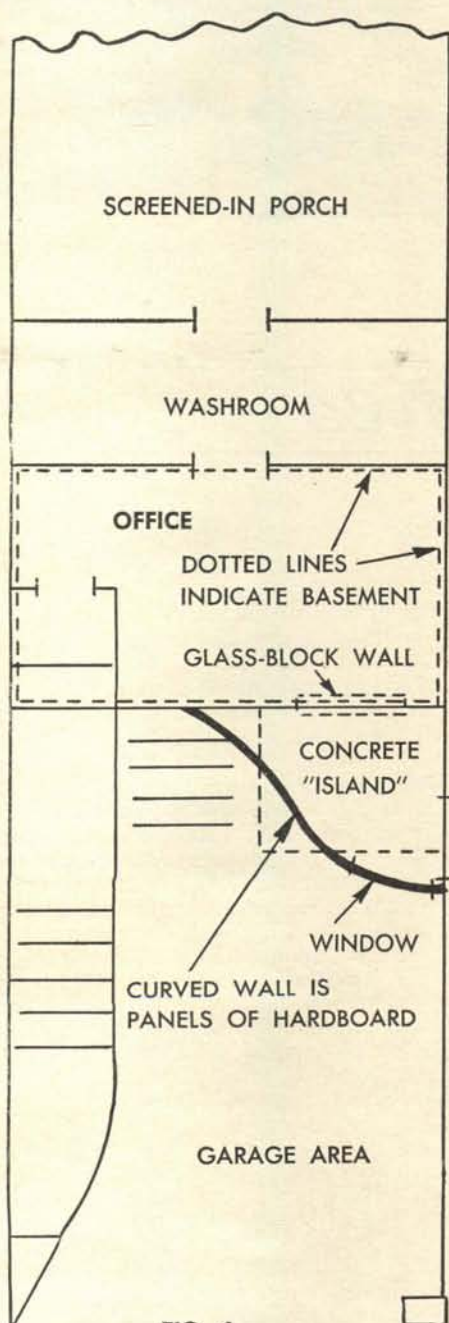 SCREENED-IN PORCH
WASHROOM
OFFICE
DOTTED LINES
INDICATE BASEMENT
GLASS-BLOCK WALL
CONCRETE
"ISLAND"
WINDOW
CURVED WALL IS
PANELS OF HARDBOARD
GARAGE AREA